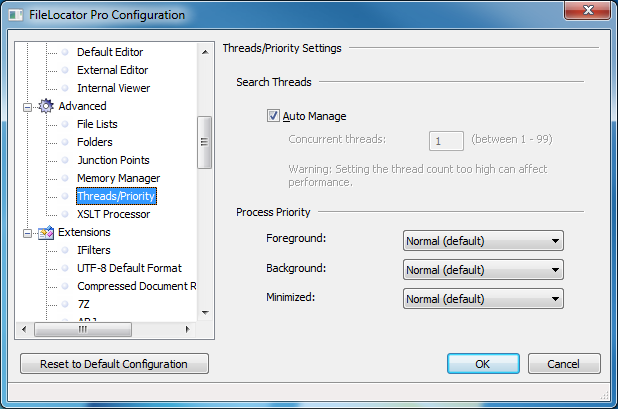 FileLocator Pro Configuration
Default Editor
External Editor
Internal Viewer
Advanced
File Lists
Folders
Junction Points
Memory Manager
Threads/Priority
XSLT Processor
Extensions
IFilters
UTF-8 Default Format
Compressed Document R
7Z
Threads/Priority Settings
Search Threads
Auto Manage
Concurrent threads: 1 (between 1 - 99)
Warning: Setting the thread count too high can affect
performance.
Process Priority
Foreground: Normal (default)
Background: Normal (default)
Minimized: Normal (default)
Reset to Default Configuration
OK
Cancel